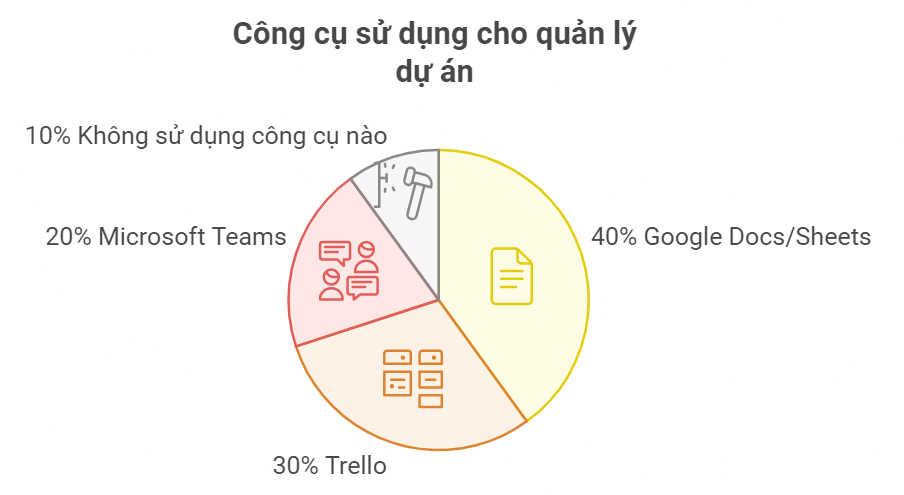 Công cụ sử dụng cho quản lý
dự án
10% Không sử dụng công cụ nào
20% Microsoft Teams
40% Google Docs/Sheets
30% Trello